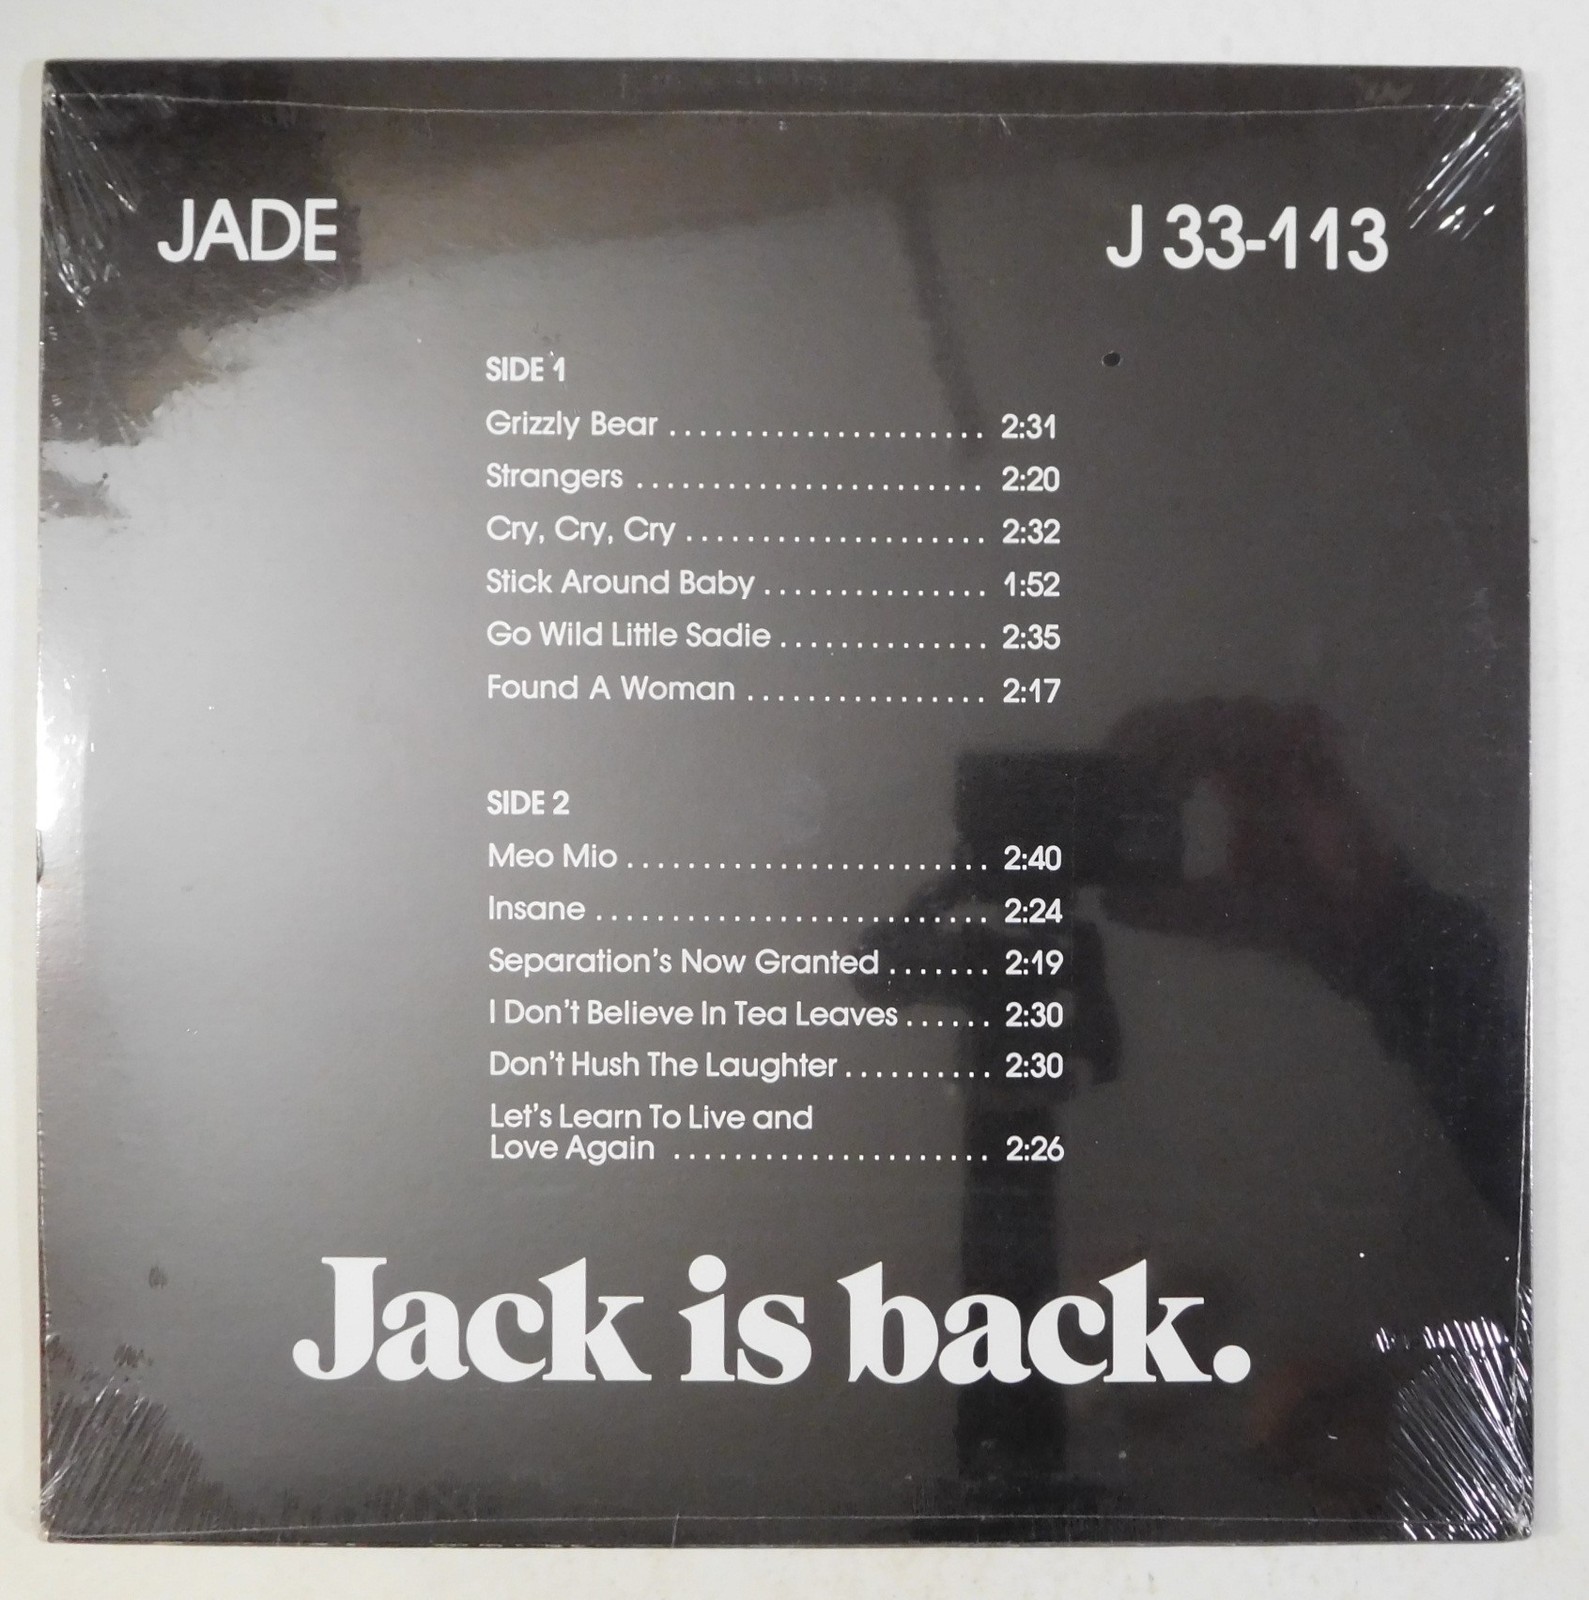 JADE J 33-113
SIDE 1
Grizzly Bear ..................... 2:31
Strangers ....................... 2:20
Cry, Cry, Cry .................... 2:32
Stick Around Baby ............... 1:52
Go Wild Little Sadie .............. 2:35
Found A Woman ................ 2:17
SIDE 2
Meo Mio ........................ 2:40
Insane .......................... 2:24
Separation's Now Granted ....... 2:19
I Don't Believe In Tea Leaves ...... 2:30
Don't Hush The Laughter .......... 2:30
Let's Learn To Live and
Love Again ..................... 2:26
Jack is back.